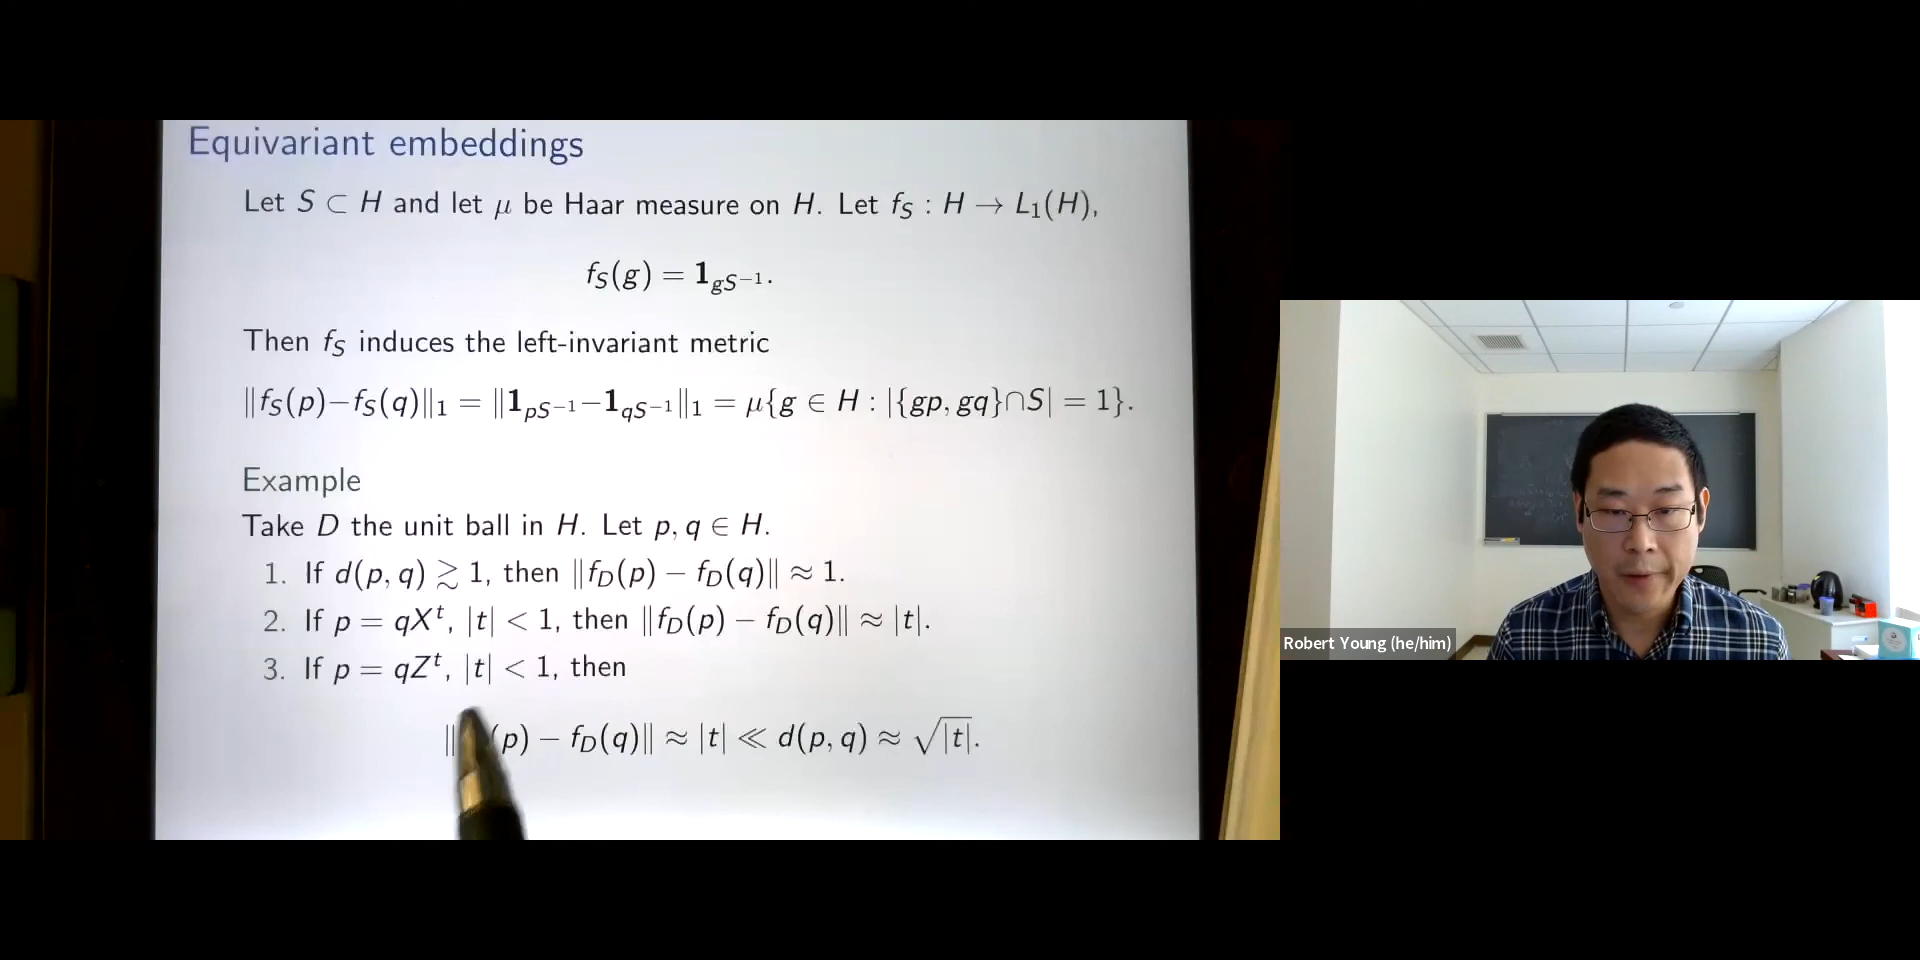 Equivariant embeddings
Let S ⊂ H and let μ be Haar measure on H. Let f_S : H → L₁(H),
f_S(g) = 𝟏_{gS⁻¹}.
Then f_S induces the left-invariant metric
‖f_S(p)−f_S(q)‖₁ = ‖𝟏_{pS⁻¹}−𝟏_{qS⁻¹}‖₁ = μ{g ∈ H : |{gp, gq}∩S| = 1}.
Example
Take D the unit ball in H. Let p, q ∈ H.
1. If d(p, q) ≳ 1, then ‖f_D(p) − f_D(q)‖ ≈ 1.
2. If p = qX^t, |t| < 1, then ‖f_D(p) − f_D(q)‖ ≈ |t|.
3. If p = qZ^t, |t| < 1, then
‖ (p) − f_D(q)‖ ≈ |t| ≪ d(p, q) ≈ √|t|.
Robert Young (he/him)